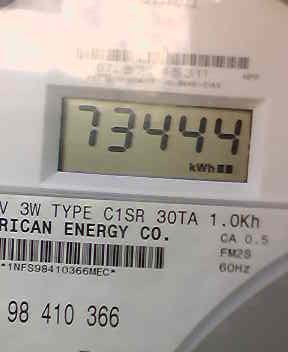 73444
kWh
V 3W TYPE C1SR 30TA 1.0Kh
RICAN ENERGY CO.
CA 0.5
FM2S
60Hz
*1NFS98410366MEC*
98 410 366